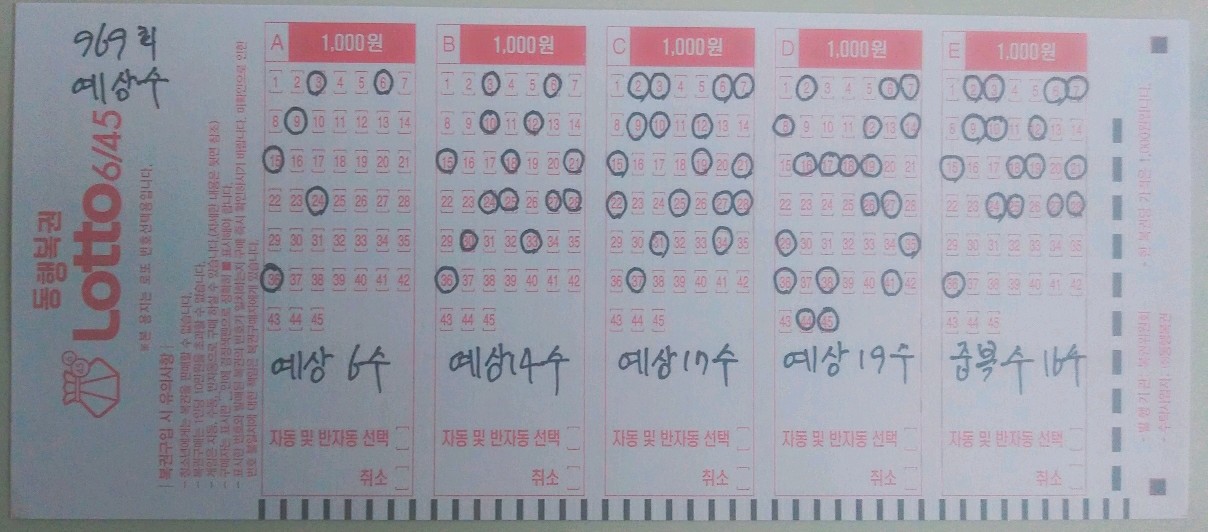 969회
예상수
동행복권
Lotto6/45
※본 용지는 로또 번호선택용입니다.
복권구입 시 유의사항
A 1,000원
1 2 3 4 5 6 7
8 9 10 11 12 13 14
15 16 17 18 19 20 21
22 23 24 25 26 27 28
29 30 31 32 33 34 35
36 37 38 39 40 41 42
43 44 45
예상 6수
자동 및 반자동 선택
취소
B 1,000원
1 2 3 4 5 6 7
8 9 10 11 12 13 14
15 16 17 18 19 20 21
22 23 24 25 26 27 28
29 30 31 32 33 34 35
36 37 38 39 40 41 42
43 44 45
예상14수
자동 및 반자동 선택
취소
C 1,000원
1 2 3 4 5 6 7
8 9 10 11 12 13 14
15 16 17 18 19 20 21
22 23 24 25 26 27 28
29 30 31 32 33 34 35
36 37 38 39 40 41 42
43 44 45
예상17수
자동 및 반자동 선택
취소
D 1,000원
1 2 3 4 5 6 7
8 9 10 11 12 13 14
15 16 17 18 19 20 21
22 23 24 25 26 27 28
29 30 31 32 33 34 35
36 37 38 39 40 41 42
43 44 45
예상 19수
자동 및 반자동 선택
취소
E 1,000원
1 2 3 4 5 6 7
8 9 10 11 12 13 14
15 16 17 18 19 20 21
22 23 24 25 26 27 28
29 30 31 32 33 34 35
36 37 38 39 40 41 42
43 44 45
중복수 16수
자동 및 반자동 선택
취소